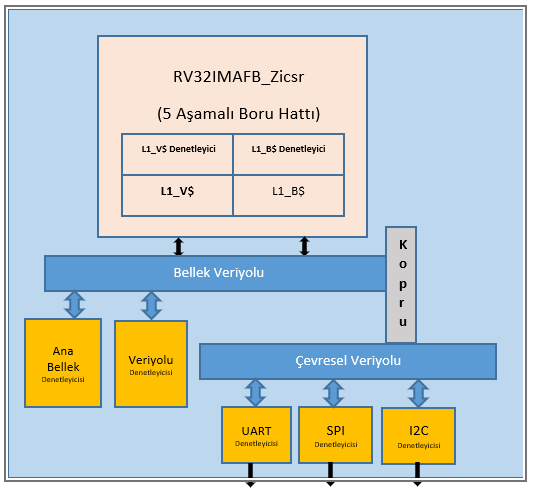 RV32IMAFB_Zicsr
(5 Aşamalı Boru Hattı)
L1_V$ Denetleyici
L1_B$ Denetleyici
L1_V$
L1_B$
Kopru
Bellek Veriyolu
Ana
Bellek
Denetleyicisi
Veriyolu
Denetleyicisi
Çevresel Veriyolu
UART
Denetleyicisi
SPI
Denetleyicisi
I2C
Denetleyicisi